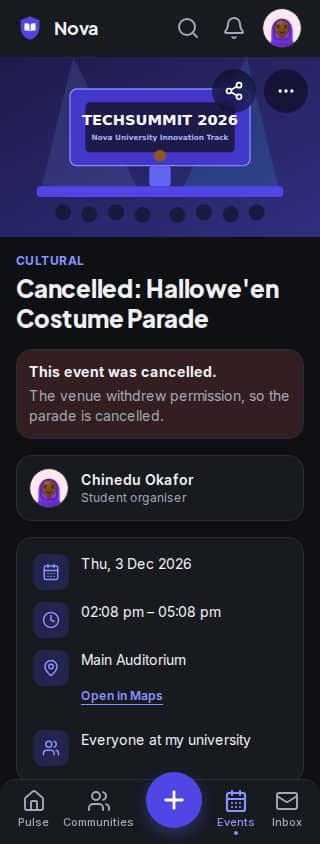 Nova
TECHSUMMIT 2026
Nova University Innovation Track
CULTURAL
Cancelled: Hallowe'en
Costume Parade
This event was cancelled.
The venue withdrew permission, so the
parade is cancelled.
Chinedu Okafor
Student organiser
Thu, 3 Dec 2026
02:08 pm – 05:08 pm
Main Auditorium
Open in Maps
Everyone at my university
Pulse
Communities
Events
Inbox